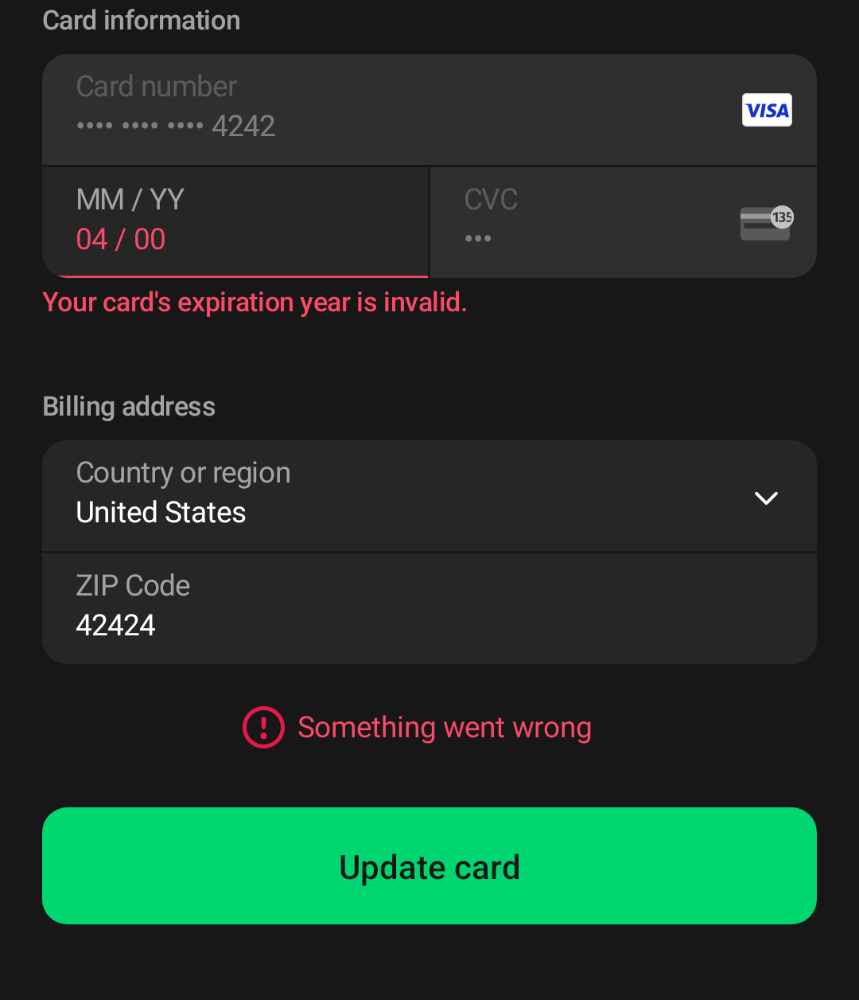 Card information
Card number
•••• •••• •••• 4242
VISA
MM / YY
04 / 00
CVC
•••
135
Your card's expiration year is invalid.
Billing address
Country or region
United States
ZIP Code
42424
Something went wrong
Update card